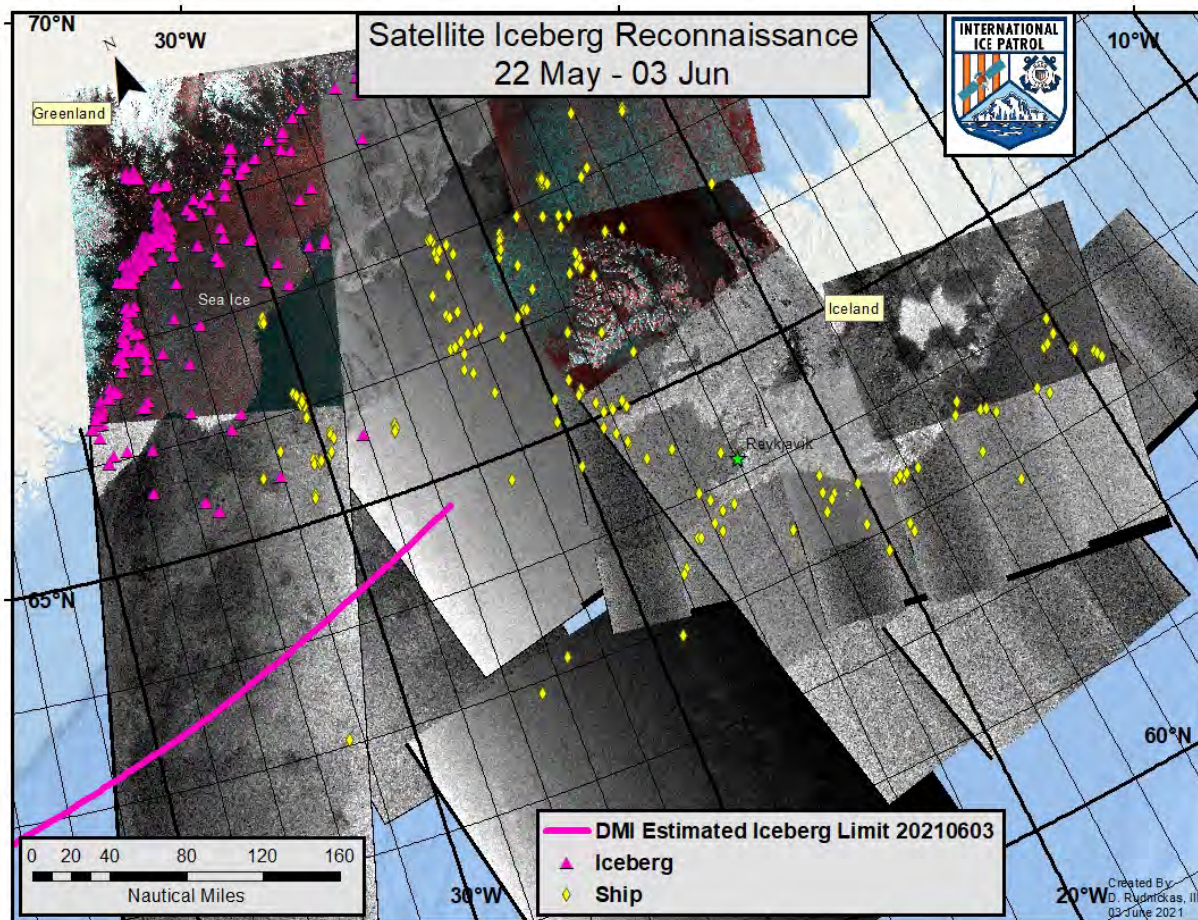 Satellite Iceberg Reconnaissance
22 May - 03 Jun
INTERNATIONAL
ICE PATROL
70°N
30°W
10°W
N
Greenland
Sea Ice
Iceland
Reykjavik
65°N
60°N
DMI Estimated Iceberg Limit 20210603
Iceberg
Ship
0 20 40 80 120 160
Nautical Miles
30°W
20°W
Created By:
D. Rudnickas, III
03 June 2021